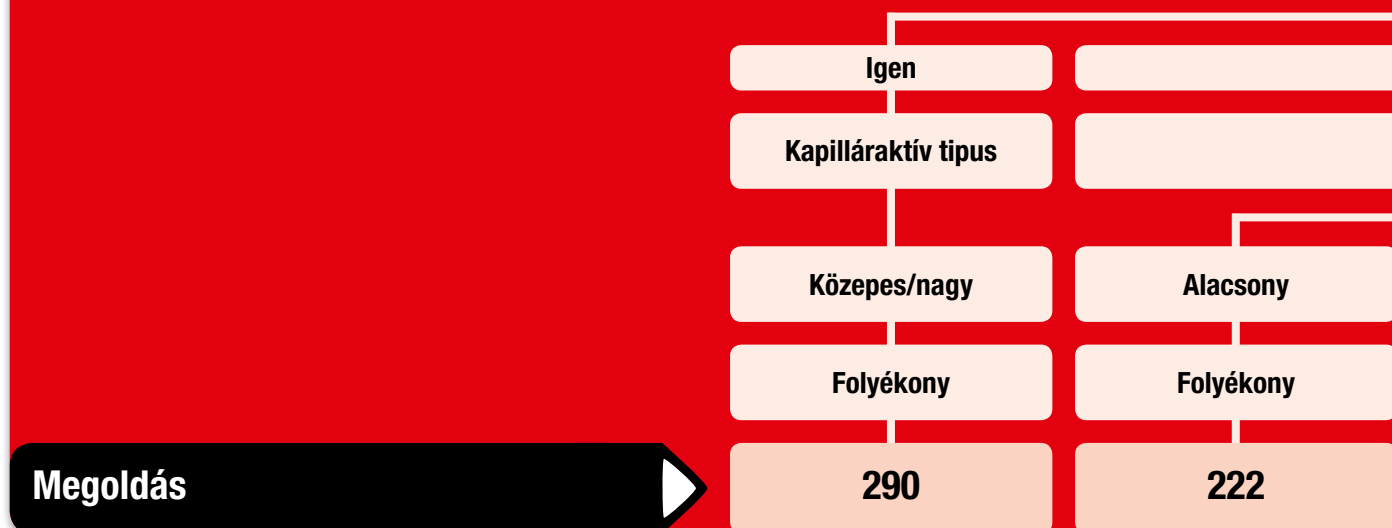 Igen
Kapilláraktív tipus
Közepes/nagy
Alacsony
Folyékony
Folyékony
Megoldás
290
222